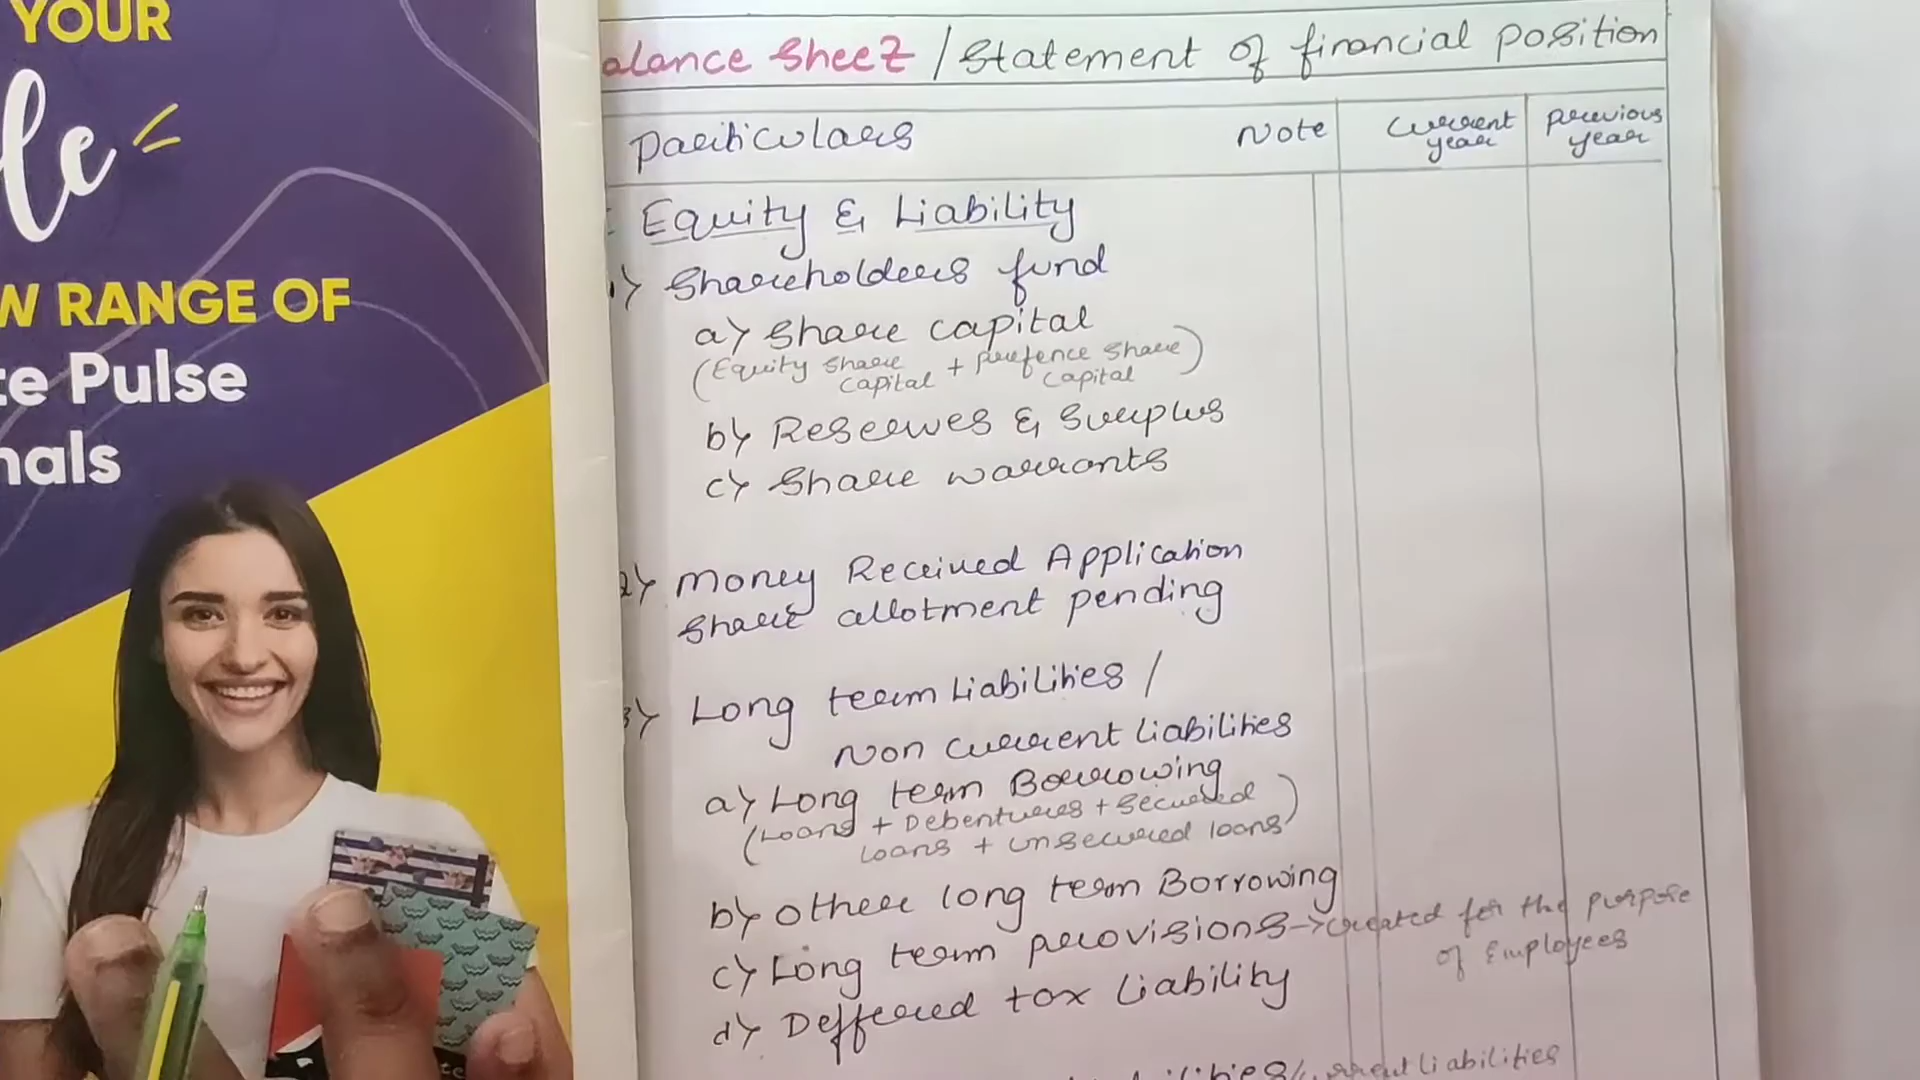 YOUR
le
W RANGE OF
te Pulse
nals
alance Sheet / Statement of financial position
Particulars Note Current year previous year
Equity & Liability
1) Shareholders fund
a) Share capital
(Equity Share capital + prefence Share capital)
b) Reserves & Surplus
c) Share warrants
2) Money Received Application
Share allotment pending
3) Long term Liabilities /
Non current liabilities
a) Long term Borrowing
(Loans + Debentures + Secured
loans + unsecured loans)
b) other long term Borrowing
c) Long term provisions -> created for the purpose
of Employees
d) Deffered tax liability
current liabilities